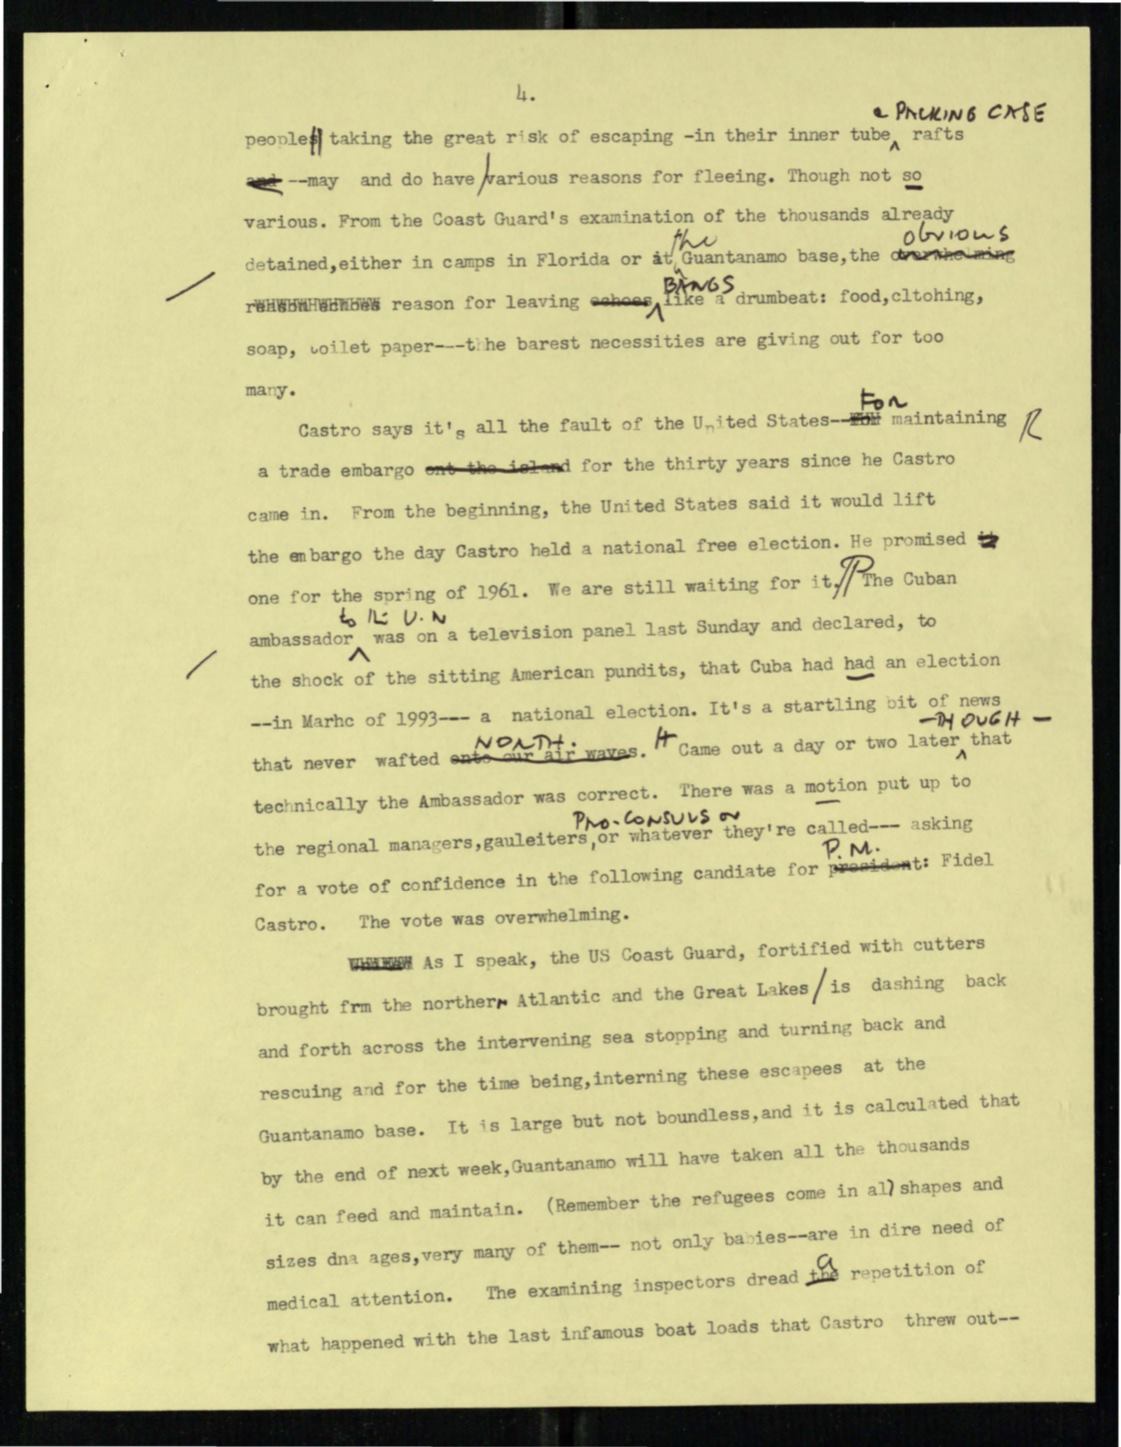 4.
& PACKING CASE
people taking the great risk of escaping -in their inner tube rafts
and --may and do have various reasons for fleeing. Though not so
various. From the Coast Guard's examination of the thousands already
the obvious
detained,either in camps in Florida or at Guantanamo base,the overwhelming
BANGS
reason echoes reason for leaving echoes like a drumbeat: food,cltohing,
soap, toilet paper---the barest necessities are giving out for too
many.
FOR
Castro says it's all the fault of the United States-- maintaining
a trade embargo ont the island for the thirty years since he Castro
came in. From the beginning, the United States said it would lift
the embargo the day Castro held a national free election. He promised it
one for the spring of 1961. We are still waiting for it. The Cuban
to the U.N
ambassador was on a television panel last Sunday and declared, to
the shock of the sitting American pundits, that Cuba had had an election
--in Marhc of 1993--- a national election. It's a startling bit of news
NORTH. It —THOUGH—
that never wafted onto our air waves. Came out a day or two later that
technically the Ambassador was correct. There was a motion put up to
PRO-CONSULS or
the regional managers,gauleiters,or whatever they're called--- asking
P.M.
for a vote of confidence in the following candiate for president: Fidel
Castro. The vote was overwhelming.
As I speak, the US Coast Guard, fortified with cutters
brought frm the northern Atlantic and the Great Lakes/is dashing back
and forth across the intervening sea stopping and turning back and
rescuing and for the time being,interning these escapees at the
Guantanamo base. It is large but not boundless,and it is calculated that
by the end of next week,Guantanamo will have taken all the thousands
it can feed and maintain. (Remember the refugees come in all shapes and
sizes dna ages,very many of them-- not only babies--are in dire need of
a
medical attention. The examining inspectors dread the repetition of
what happened with the last infamous boat loads that Castro threw out--